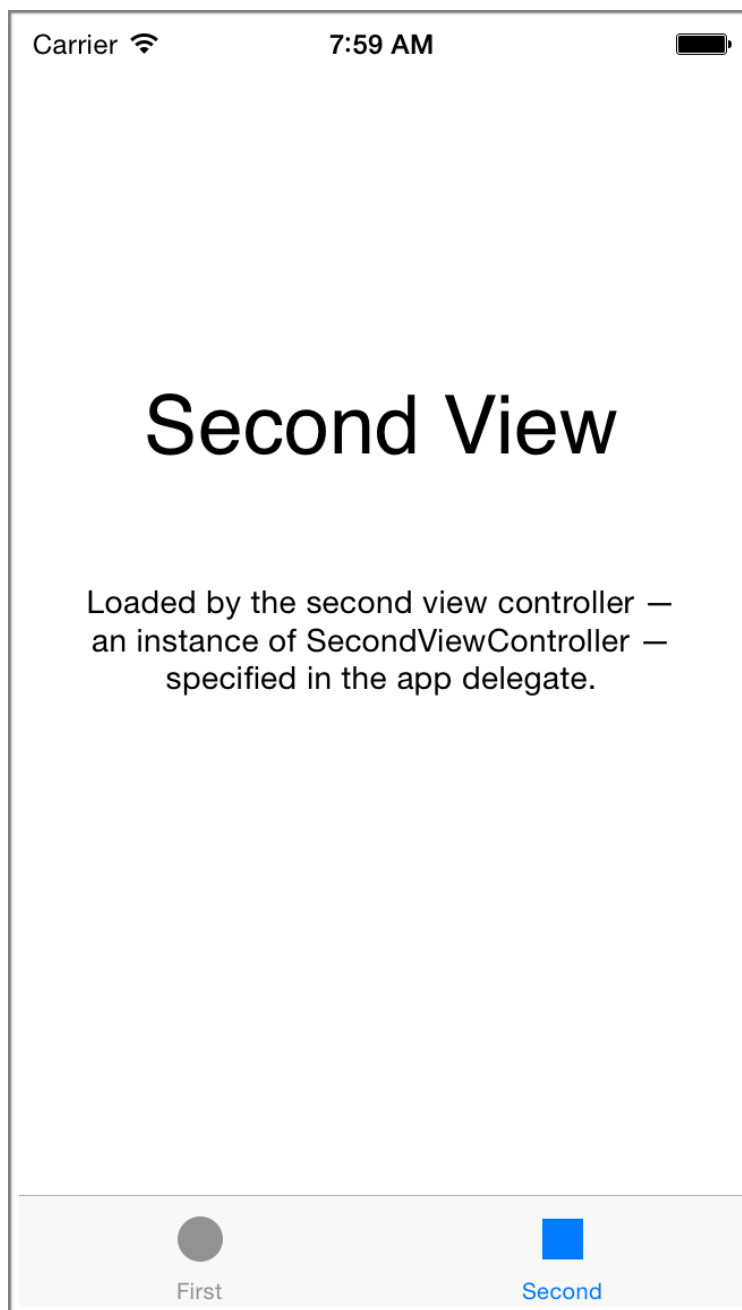 Carrier 7:59 AM
Second View
Loaded by the second view controller —
an instance of SecondViewController —
specified in the app delegate.
First Second